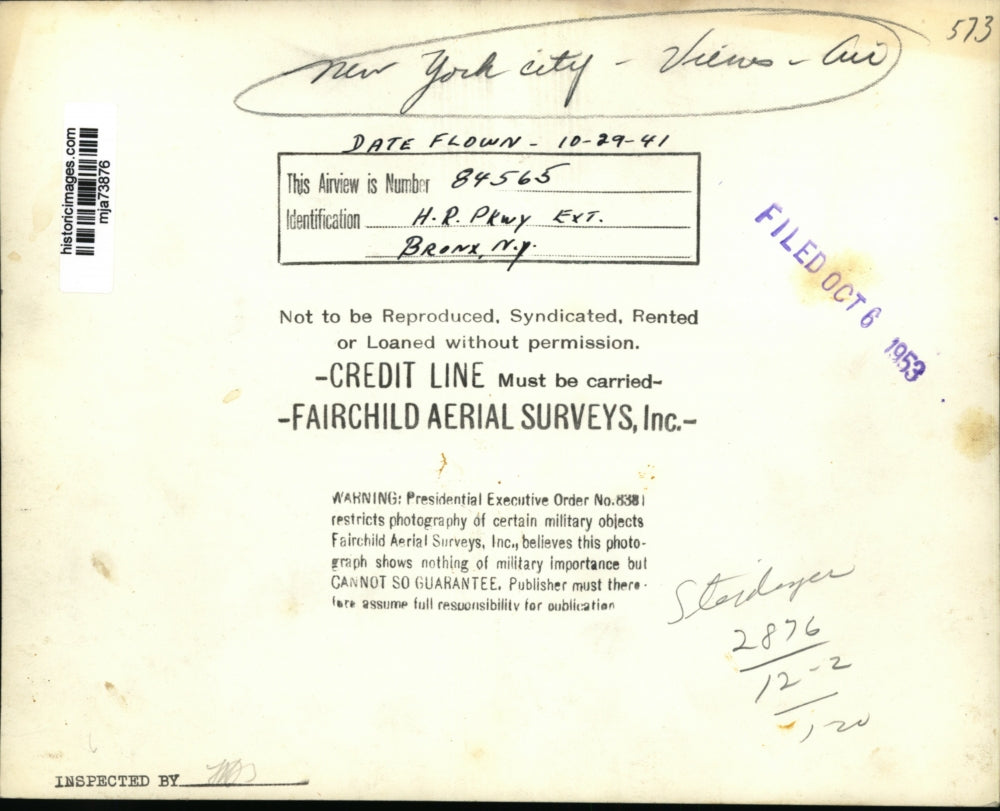 573
New York city - Views - Air
DATE FLOWN - 10-29-41
This Airview is Number 84565
Identification H.R. PKwy EXT.
BRONX, N.Y.
historicimages.com
mja73876
FILED OCT 6 1953
Not to be Reproduced, Syndicated, Rented
or Loaned without permission.
-CREDIT LINE Must be carried-
-FAIRCHILD AERIAL SURVEYS, Inc.-
WARNING: Presidential Executive Order No.8381
restricts photography of certain military objects
Fairchild Aerial Surveys, Inc., believes this photo-
graph shows nothing of military importance but
CANNOT SO GUARANTEE. Publisher must there-
fore assume full responsibility for publication
2876
12-2
INSPECTED BY